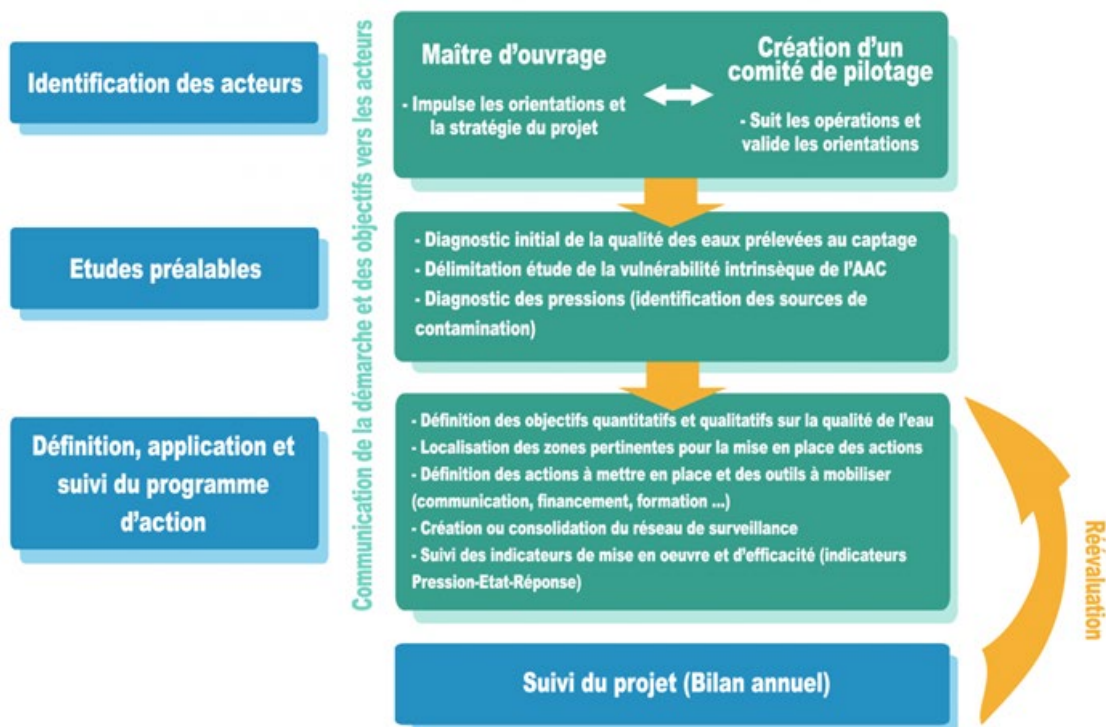 Identification des acteurs
Communication de la démarche et des objectifs vers les acteurs
Maître d'ouvrage
- Impulse les orientations et
la stratégie du projet
Création d'un
comité de pilotage
- Suit les opérations et
valide les orientations
Etudes préalables
- Diagnostic initial de la qualité des eaux prélevées au captage
- Délimitation étude de la vulnérabilité intrinsèque de l'AAC
- Diagnostic des pressions (identification des sources de
contamination)
Définition, application et
suivi du programme
d'action
- Définition des objectifs quantitatifs et qualitatifs sur la qualité de l'eau
- Localisation des zones pertinentes pour la mise en place des actions
- Définition des actions à mettre en place et des outils à mobiliser
(communication, financement, formation ...)
- Création ou consolidation du réseau de surveillance
- Suivi des indicateurs de mise en oeuvre et d'efficacité (indicateurs
Pression-Etat-Réponse)
Réévaluation
Suivi du projet (Bilan annuel)